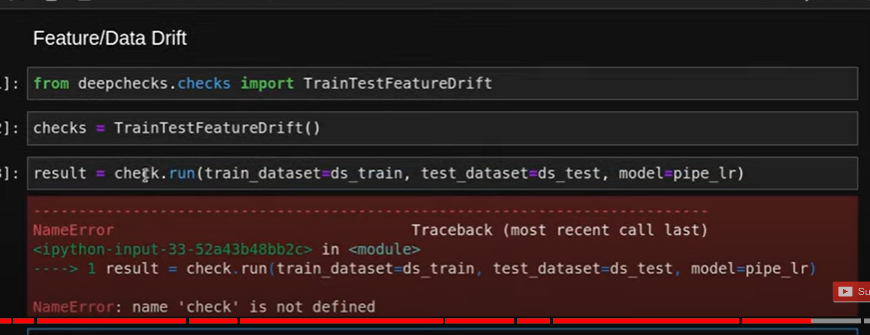 Feature/Data Drift
]: from deepchecks.checks import TrainTestFeatureDrift
2]: checks = TrainTestFeatureDrift()
3]: result = check.run(train_dataset=ds_train, test_dataset=ds_test, model=pipe_lr)
---------------------------------------------------------------------------
NameError Traceback (most recent call last)
<ipython-input-33-52a43b48bb2c> in <module>
----> 1 result = check.run(train_dataset=ds_train, test_dataset=ds_test, model=pipe_lr)
NameError: name 'check' is not defined
Su